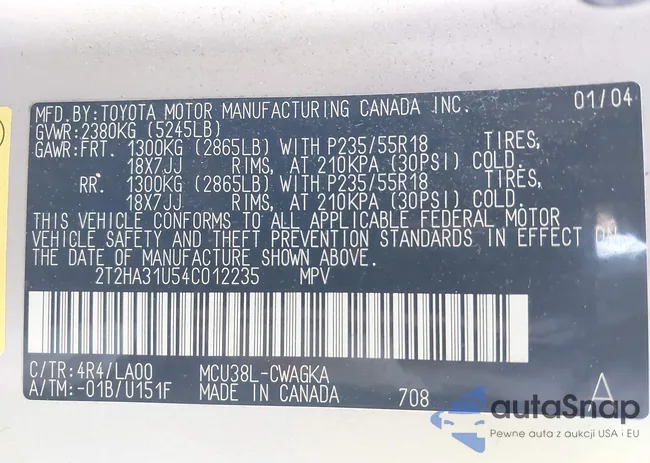 MFD. BY: TOYOTA MOTOR MANUFACTURING CANADA INC. 01/04
GVWR: 2380KG (5245LB)
GAWR: FRT. 1300KG (2865LB) WITH P235/55R18 TIRES,
18X7JJ RIMS, AT 210KPA (30PSI) COLD.
RR. 1300KG (2865LB) WITH P235/55R18 TIRES,
18X7JJ RIMS, AT 210KPA (30PSI) COLD.
THIS VEHICLE CONFORMS TO ALL APPLICABLE FEDERAL MOTOR
VEHICLE SAFETY AND THEFT PREVENTION STANDARDS IN EFFECT ON
THE DATE OF MANUFACTURE SHOWN ABOVE.
2T2HA31U54C012235 MPV
C/TR: 4R4/LA00 MCU38L-CWAGKA
A/TM: -01B/U151F MADE IN CANADA 708 A
autoSnap
Pewne auta z aukcji USA i EU